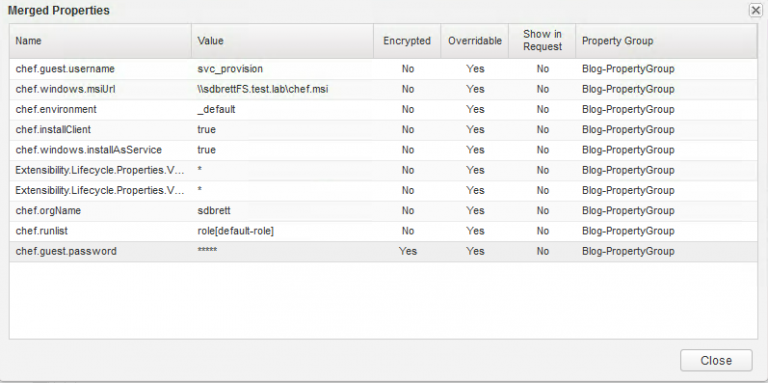 Merged Properties
Name Value Encrypted Overridable Show in Request Property Group
chef.guest.username svc_provision No Yes No Blog-PropertyGroup
chef.windows.msiUrl \\sdbrettFS.test.lab\chef.msi No Yes No Blog-PropertyGroup
chef.environment _default No Yes No Blog-PropertyGroup
chef.installClient true No Yes No Blog-PropertyGroup
chef.windows.installAsService true No Yes No Blog-PropertyGroup
Extensibility.Lifecycle.Properties.V... * No Yes No Blog-PropertyGroup
Extensibility.Lifecycle.Properties.V... * No Yes No Blog-PropertyGroup
chef.orgName sdbrett No Yes No Blog-PropertyGroup
chef.runlist role[default-role] No Yes No Blog-PropertyGroup
chef.guest.password ***** Yes Yes No Blog-PropertyGroup
Close